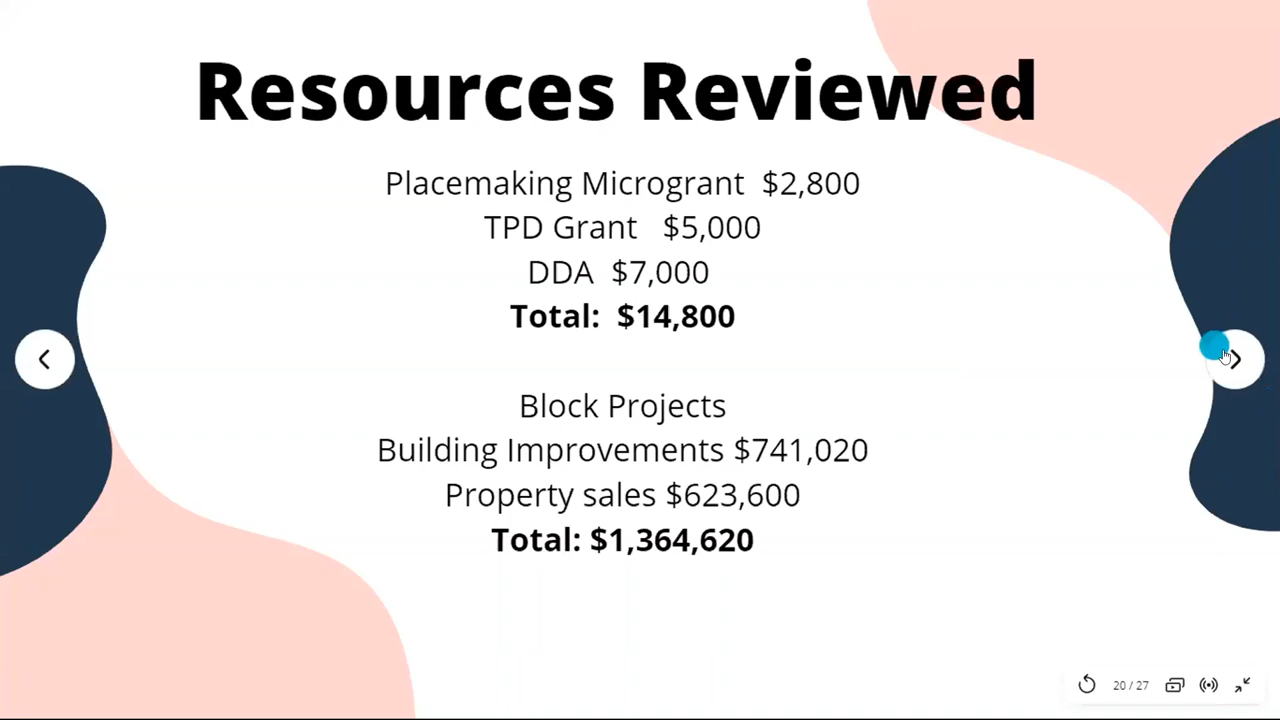 Resources Reviewed
Placemaking Microgrant $2,800
TPD Grant $5,000
DDA $7,000
Total: $14,800
Block Projects
Building Improvements $741,020
Property sales $623,600
Total: $1,364,620
20 / 27